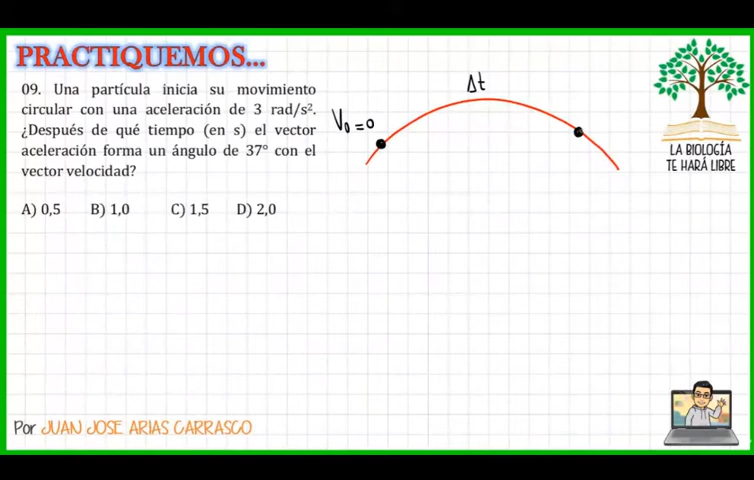 PRACTIQUEMOS...
09. Una partícula inicia su movimiento
circular con una aceleración de 3 rad/s².
¿Después de qué tiempo (en s) el vector
aceleración forma un ángulo de 37° con el
vector velocidad?
A) 0,5 B) 1,0 C) 1,5 D) 2,0
Δt
V₀=0
LA BIOLOGÍA
TE HARÁ LIBRE
Por JUAN JOSE ARIAS CARRASCO